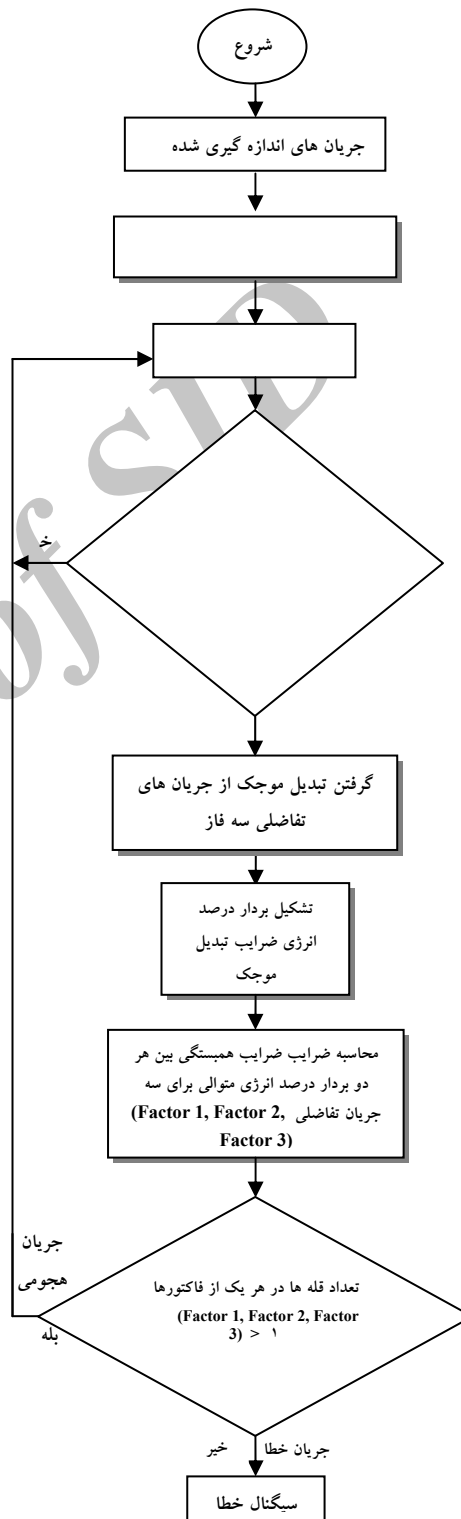 شروع
جریان های اندازه گیری شده
خ
گرفتن تبدیل موجک از جریان های
تفاضلی سه فاز
تشکیل بردار درصد
انرژی ضرایب تبدیل
موجک
محاسبه ضرایب ضرایب همبستگی بین هر
دو بردار درصد انرژی متوالی برای سه
جریان تفاضلی (Factor 1, Factor 2,
Factor 3)
جریان
هجومی
بله
تعداد قله ها در هر یک از فاکتورها
(Factor 1, Factor 2, Factor
3) > ۱
جریان خطا
خیر
سیگنال خطا
of SID